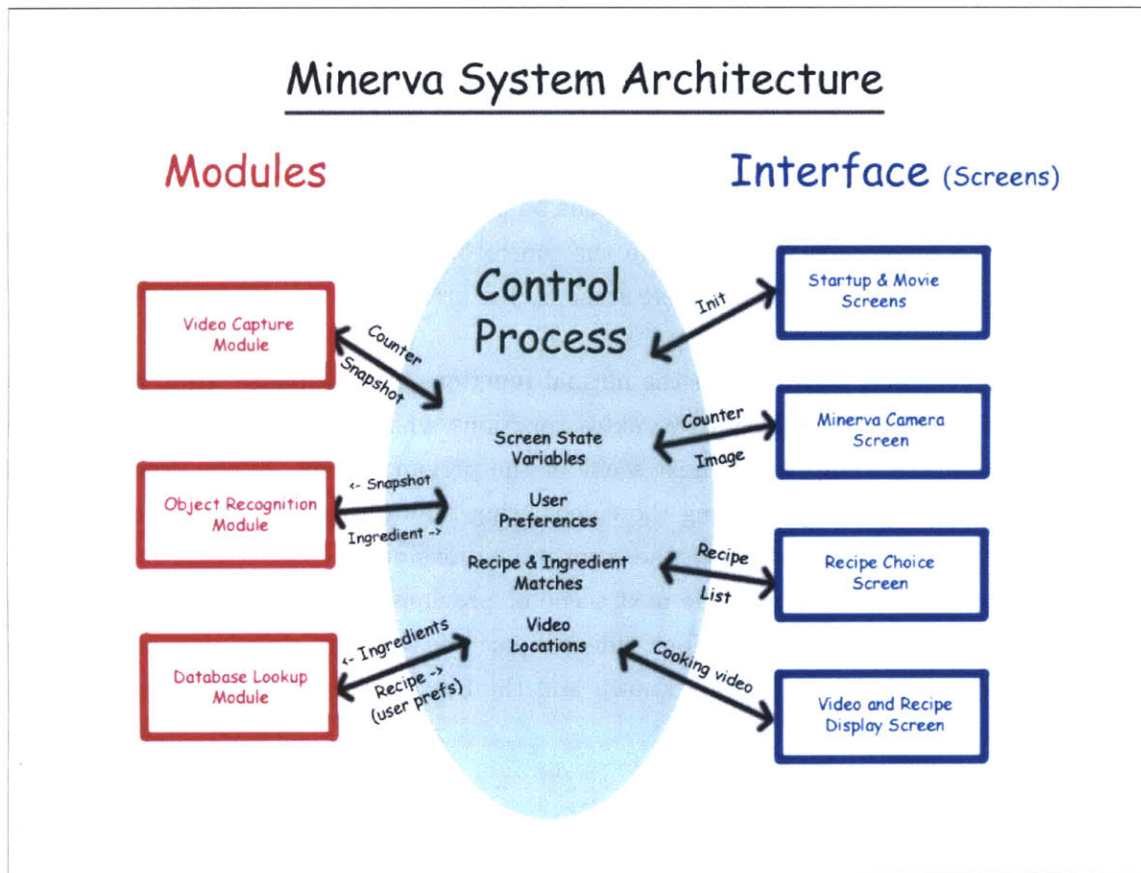 Minerva System Architecture
Modules
Interface (Screens)
Control
Process
Video Capture
Module
Counter
Snapshot
Init
Startup & Movie
Screens
Screen State
Variables
Counter
Image
Minerva Camera
Screen
Object Recognition
Module
<- Snapshot
Ingredient ->
User
Preferences
Recipe & Ingredient
Matches
Recipe
List
Recipe Choice
Screen
Video
Locations
Database Lookup
Module
<- Ingredients
Recipe ->
(user prefs)
Cooking video
Video and Recipe
Display Screen